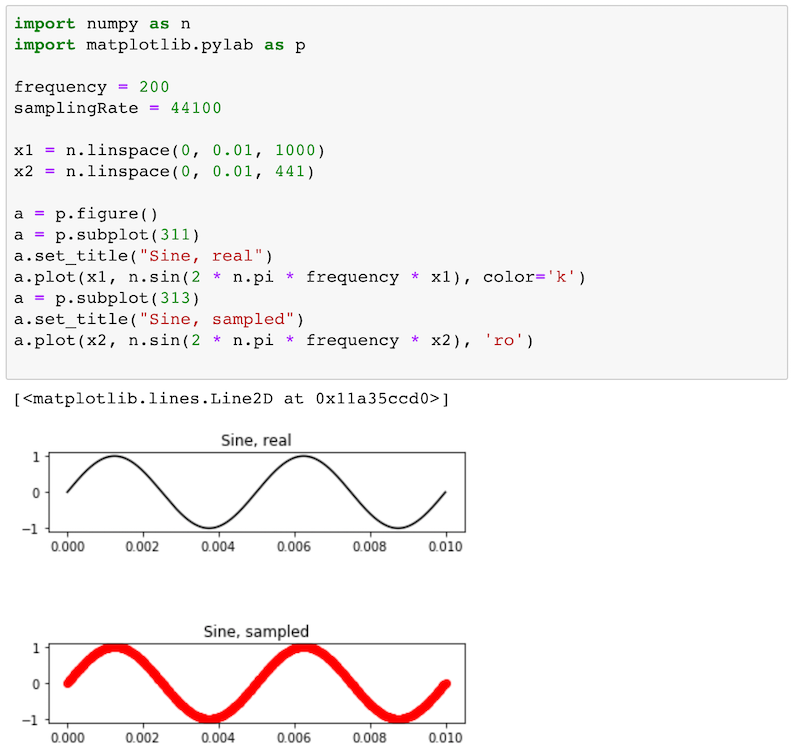 import numpy as n
import matplotlib.pylab as p
frequency = 200
samplingRate = 44100
x1 = n.linspace(0, 0.01, 1000)
x2 = n.linspace(0, 0.01, 441)
a = p.figure()
a = p.subplot(311)
a.set_title("Sine, real")
a.plot(x1, n.sin(2 * n.pi * frequency * x1), color='k')
a = p.subplot(313)
a.set_title("Sine, sampled")
a.plot(x2, n.sin(2 * n.pi * frequency * x2), 'ro')
[<matplotlib.lines.Line2D at 0x11a35ccd0>]
Sine, real
1
0
−1
0.000 0.002 0.004 0.006 0.008 0.010
Sine, sampled
1
0
−1
0.000 0.002 0.004 0.006 0.008 0.010